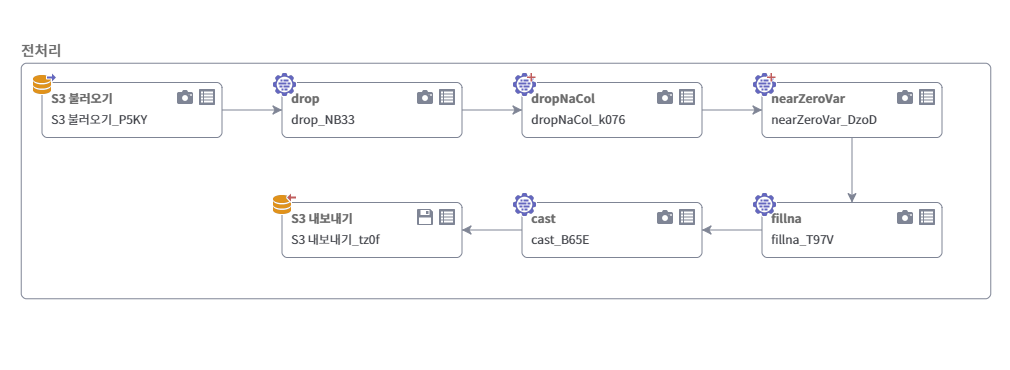 전처리
S3 불러오기
S3 불러오기_P5KY
drop
drop_NB33
dropNaCol
dropNaCol_k076
nearZeroVar
nearZeroVar_DzoD
S3 내보내기
S3 내보내기_tz0f
cast
cast_B65E
fillna
fillna_T97V